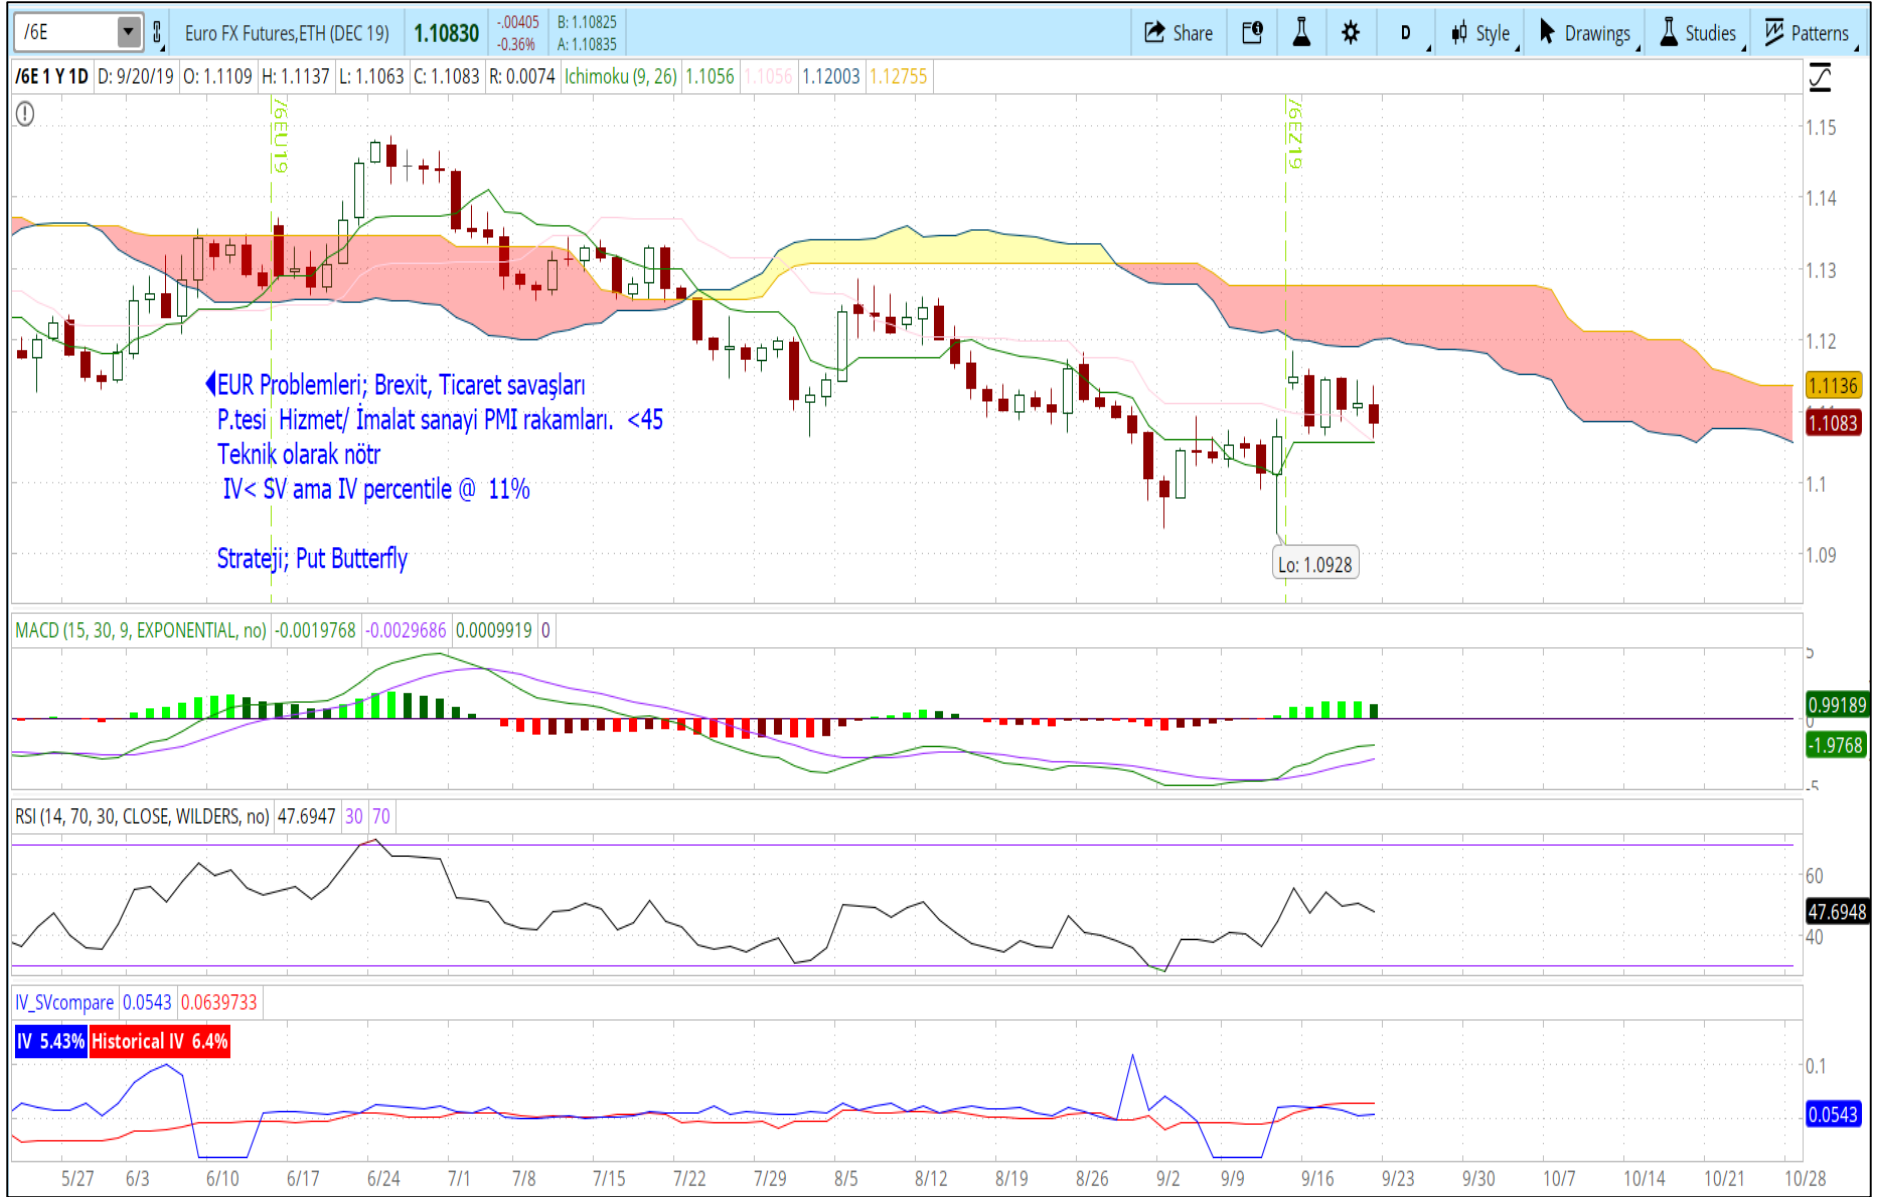 /6E
Euro FX Futures,ETH (DEC 19)
1.10830
-.00405
-0.36%
B: 1.10825
A: 1.10835
Share
D
Style
Drawings
Studies
Patterns
/6E 1 Y 1D D: 9/20/19 O: 1.1109 H: 1.1137 L: 1.1063 C: 1.1083 R: 0.0074 Ichimoku (9, 26) 1.1056 1.1056 1.12003 1.12755
/6EU19
/6EZ19
1.15
1.14
1.13
1.12
1.1136
1.11
1.1083
1.1
1.09
EUR Problemleri; Brexit, Ticaret savaşları
P.tesi Hizmet/ İmalat sanayi PMI rakamları. <45
Teknik olarak nötr
IV< SV ama IV percentile @ 11%
Strateji; Put Butterfly
Lo: 1.0928
MACD (15, 30, 9, EXPONENTIAL, no) -0.0019768 -0.0029686 0.0009919 0
5
0.99189
0
-1.9768
-5
RSI (14, 70, 30, CLOSE, WILDERS, no) 47.6947 30 70
60
47.6948
40
IV_SVcompare 0.0543 0.0639733
IV 5.43% Historical IV 6.4%
0.1
0.0543
5/27 6/3 6/10 6/17 6/24 7/1 7/8 7/15 7/22 7/29 8/5 8/12 8/19 8/26 9/2 9/9 9/16 9/23 9/30 10/7 10/14 10/21 10/28